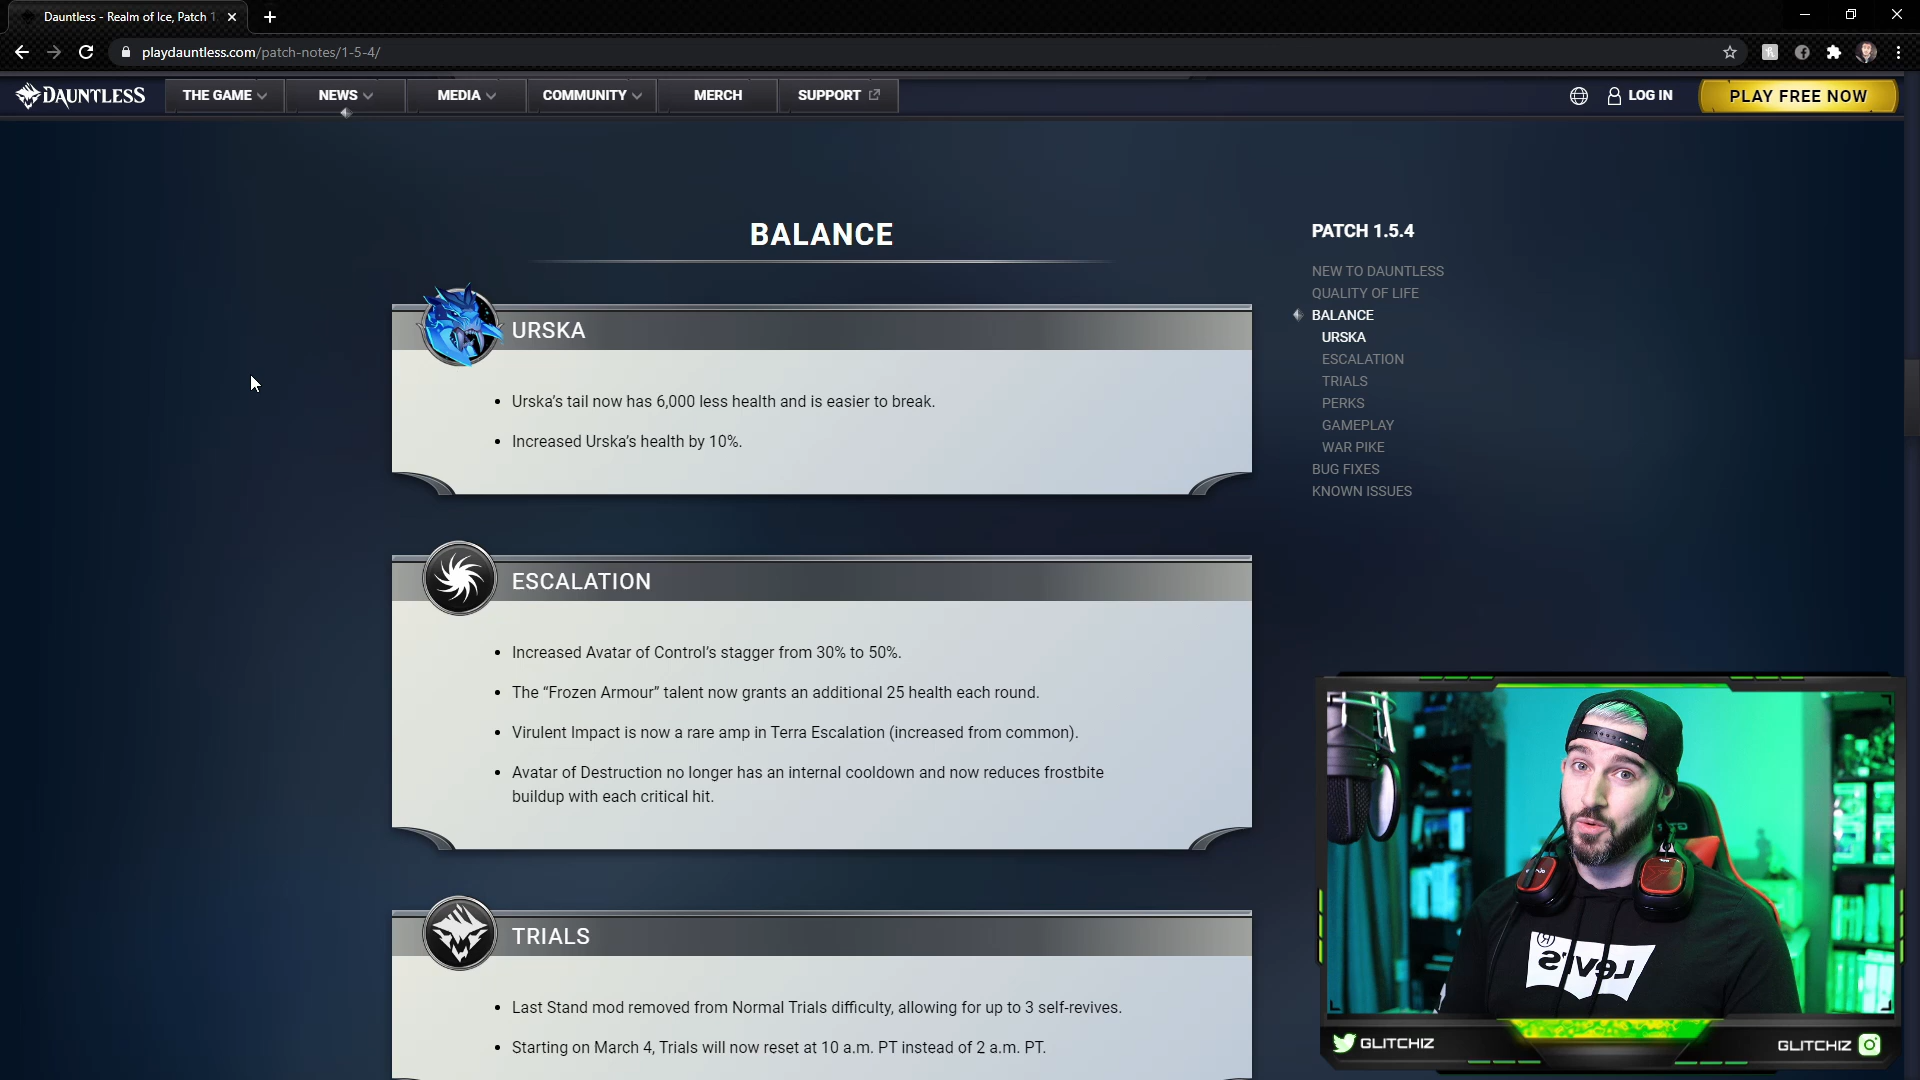 Dauntless - Realm of Ice, Patch 1
playdauntless.com/patch-notes/1-5-4/
DAUNTLESS
THE GAME
NEWS
MEDIA
COMMUNITY
MERCH
SUPPORT
LOG IN
PLAY FREE NOW
BALANCE
URSKA
• Urska's tail now has 6,000 less health and is easier to break.
• Increased Urska's health by 10%.
ESCALATION
• Increased Avatar of Control's stagger from 30% to 50%.
• The “Frozen Armour” talent now grants an additional 25 health each round.
• Virulent Impact is now a rare amp in Terra Escalation (increased from common).
• Avatar of Destruction no longer has an internal cooldown and now reduces frostbite
buildup with each critical hit.
TRIALS
• Last Stand mod removed from Normal Trials difficulty, allowing for up to 3 self-revives.
• Starting on March 4, Trials will now reset at 10 a.m. PT instead of 2 a.m. PT.
PATCH 1.5.4
NEW TO DAUNTLESS
QUALITY OF LIFE
BALANCE
URSKA
ESCALATION
TRIALS
PERKS
GAMEPLAY
WAR PIKE
BUG FIXES
KNOWN ISSUES
Levi's
®
GLITCHIZ
GLITCHIZ